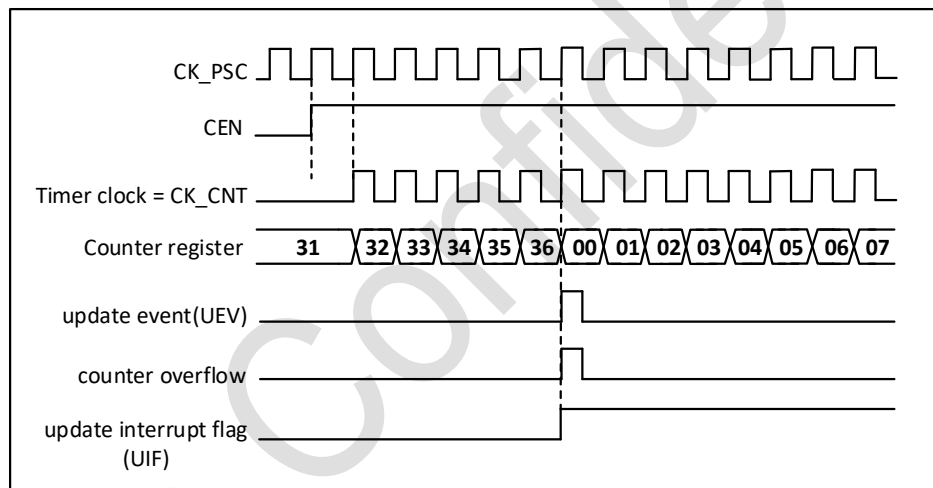 CK_PSC
CEN
Timer clock = CK_CNT
Counter register 31 32 33 34 35 36 00 01 02 03 04 05 06 07
update event(UEV)
counter overflow
update interrupt flag
(UIF)
Confide